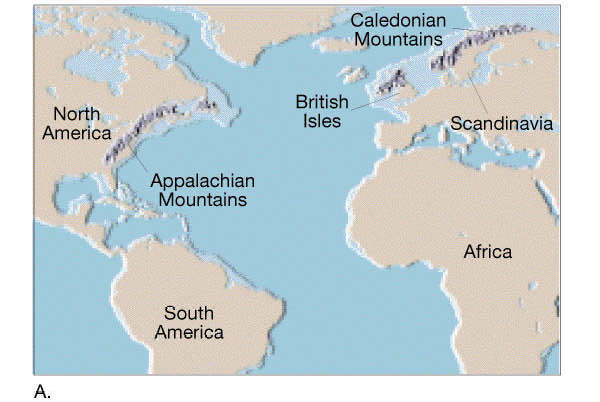 Caledonian
Mountains
North
America
British
Isles
Scandinavia
Appalachian
Mountains
Africa
South
America
A.